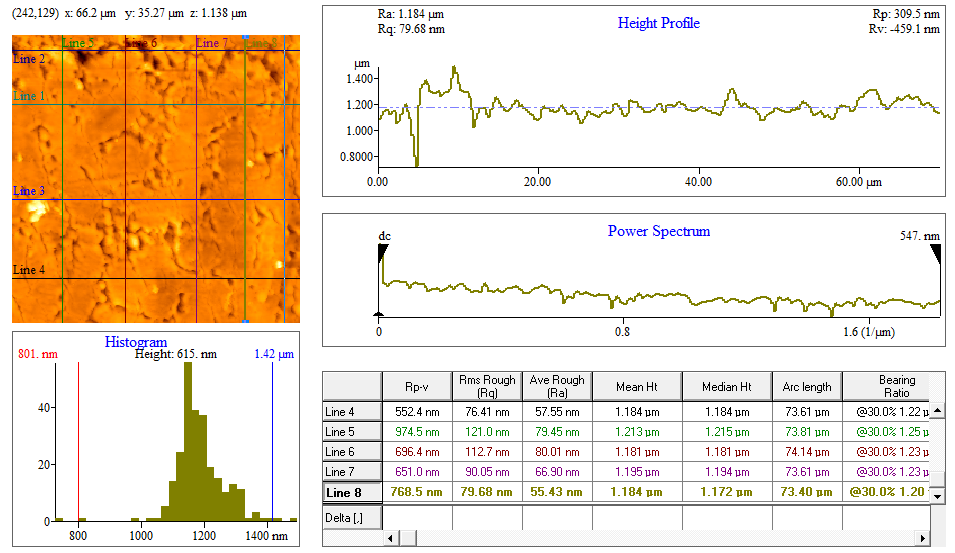 (242,129) x: 66.2 µm y: 35.27 µm z: 1.138 µm
Line 5 Line 6 Line 7 Line 8
Line 2
Line 1
Line 3
Line 4
Ra: 1.184 µm Height Profile Rp: 309.5 nm
Rq: 79.68 nm Rv: -459.1 nm
µm
1.400
1.200
1.000
0.8000
0.00 20.00 40.00 60.00 µm
Power Spectrum
dc 547. nm
0 0.8 1.6 (1/µm)
Histogram
801. nm Height: 615. nm 1.42 µm
40
20
0
800 1000 1200 1400 nm
Rp-v Rms Rough (Rq) Ave Rough (Ra) Mean Ht Median Ht Arc length Bearing Ratio
Line 4 552.4 nm 76.41 nm 57.55 nm 1.184 µm 1.184 µm 73.61 µm @30.0% 1.22 µ
Line 5 974.5 nm 121.0 nm 79.45 nm 1.213 µm 1.215 µm 73.81 µm @30.0% 1.25 µ
Line 6 696.4 nm 112.7 nm 80.01 nm 1.181 µm 1.181 µm 74.14 µm @30.0% 1.23 µ
Line 7 651.0 nm 90.05 nm 66.90 nm 1.195 µm 1.194 µm 73.61 µm @30.0% 1.23 µ
Line 8 768.5 nm 79.68 nm 55.43 nm 1.184 µm 1.172 µm 73.40 µm @30.0% 1.20
Delta [,]